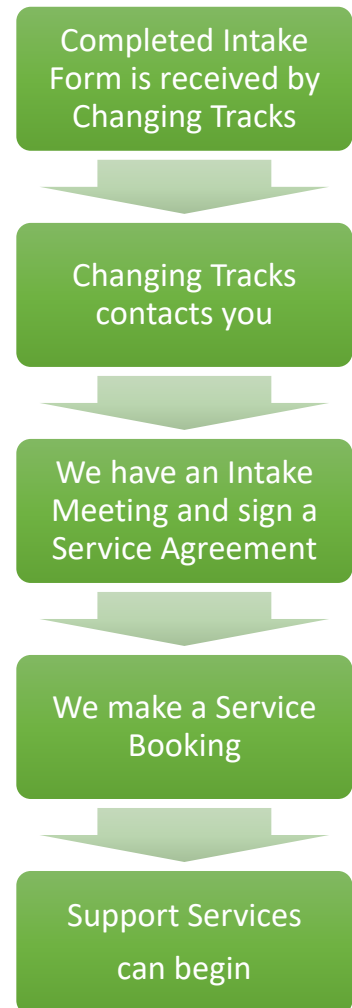 Completed Intake
Form is received by
Changing Tracks
Changing Tracks
contacts you
We have an Intake
Meeting and sign a
Service Agreement
We make a Service
Booking
Support Services
can begin